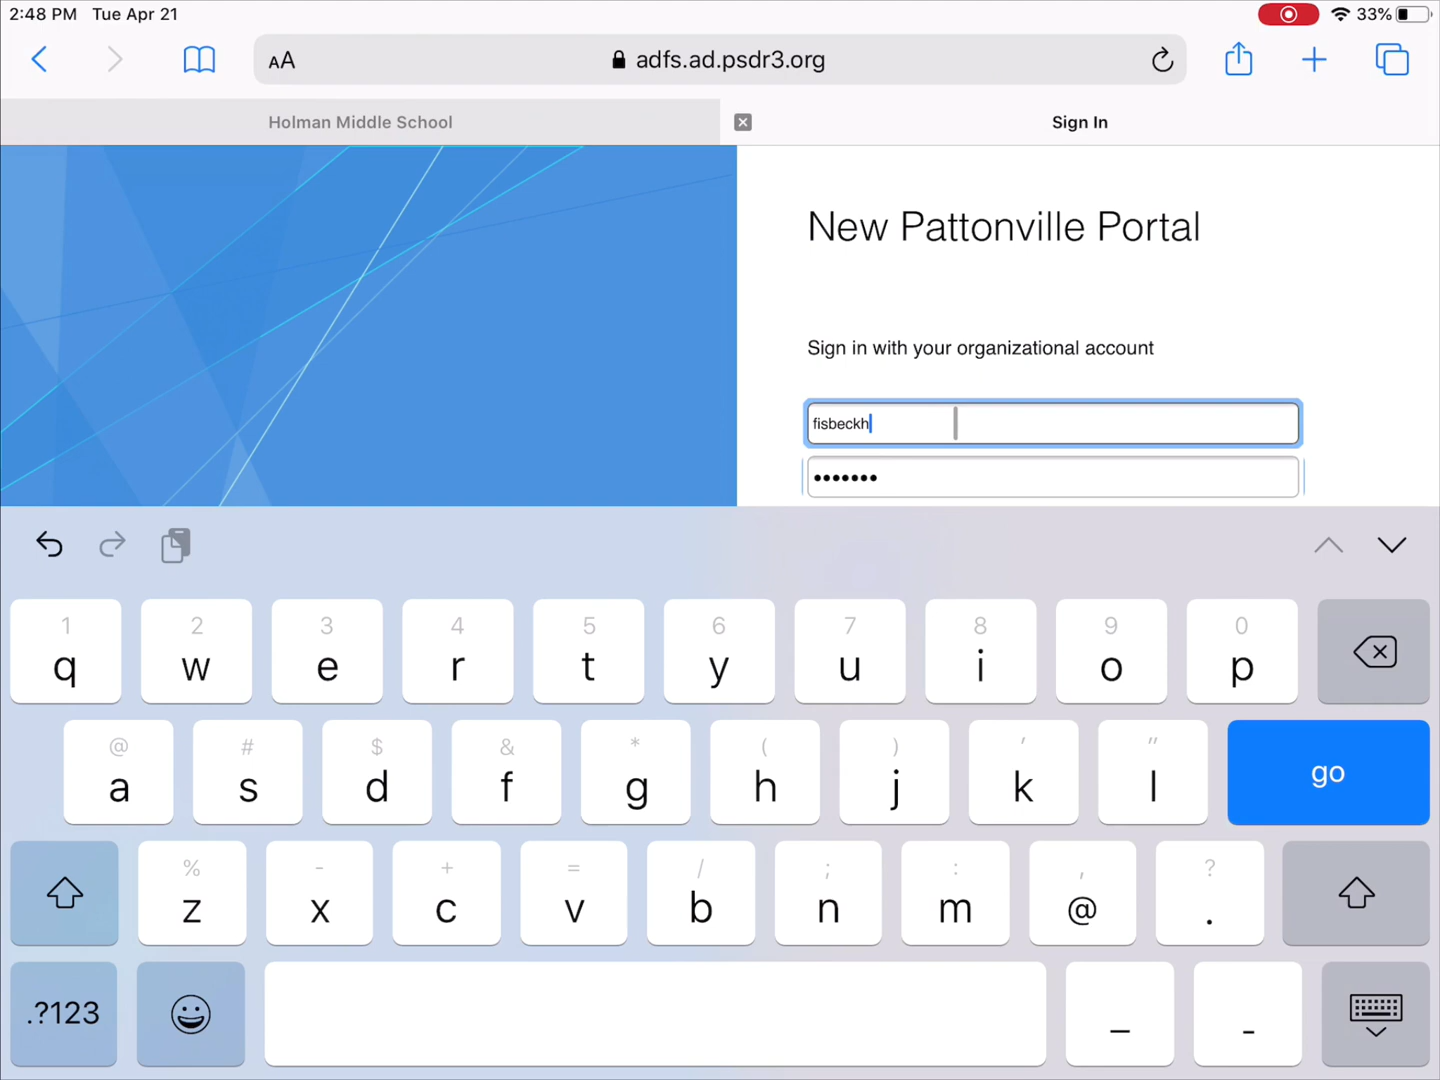 2:48 PM Tue Apr 21
33%
AA
adfs.ad.psdr3.org
Holman Middle School
Sign In
New Pattonville Portal
Sign in with your organizational account
fisbeckh
•••••••
1 2 3 4 5 6 7 8 9 0
q w e r t y u i o p
@ # $ & * ( ) ' "
a s d f g h j k l
go
% - + = / ; : , ?
z x c v b n m @ .
.?123
_ -